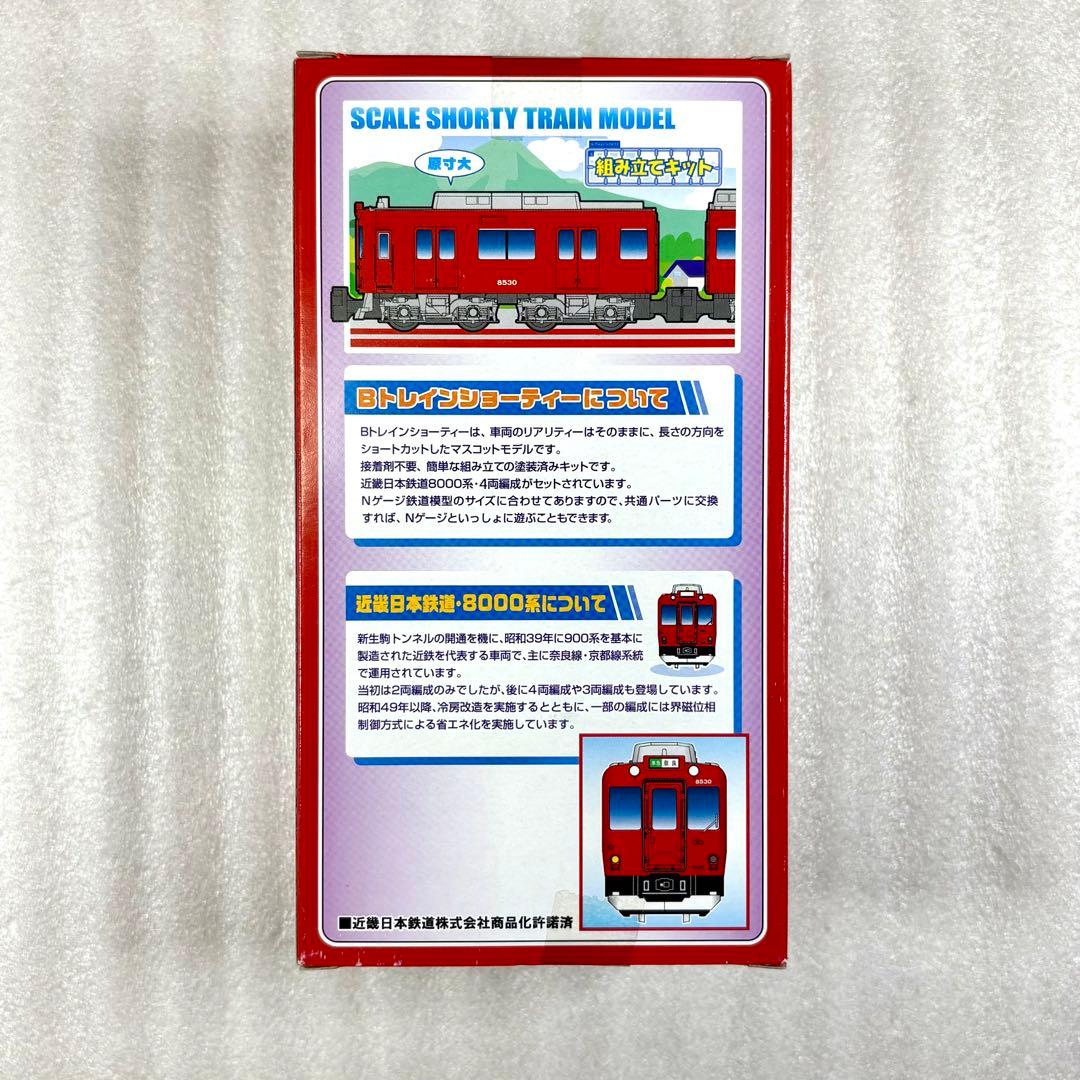 SCALE SHORTY TRAIN MODEL
原寸大
組み立てキット
8530
Bトレインショーティーについて
Bトレインショーティーは、車両のリアリティーはそのままに、長さの方向を
ショートカットしたマスコットモデルです。
接着剤不要、簡単な組み立ての塗装済みキットです。
近畿日本鉄道8000系・4両編成がセットされています。
Nゲージ鉄道模型のサイズに合わせてありますので、共通パーツに交換
すれば、Nゲージといっしょに遊ぶこともできます。
近畿日本鉄道・8000系について
新生駒トンネルの開通を機に、昭和39年に900系を基本に
製造された近鉄を代表する車両で、主に奈良線・京都線系統
で運用されています。
当初は2両編成のみでしたが、後に4両編成や3両編成も登場しています。
昭和49年以降、冷房改造を実施するとともに、一部の編成には界磁位相
制御方式による省エネ化を実施しています。
奈良
8530
■近畿日本鉄道株式会社商品化許諾済